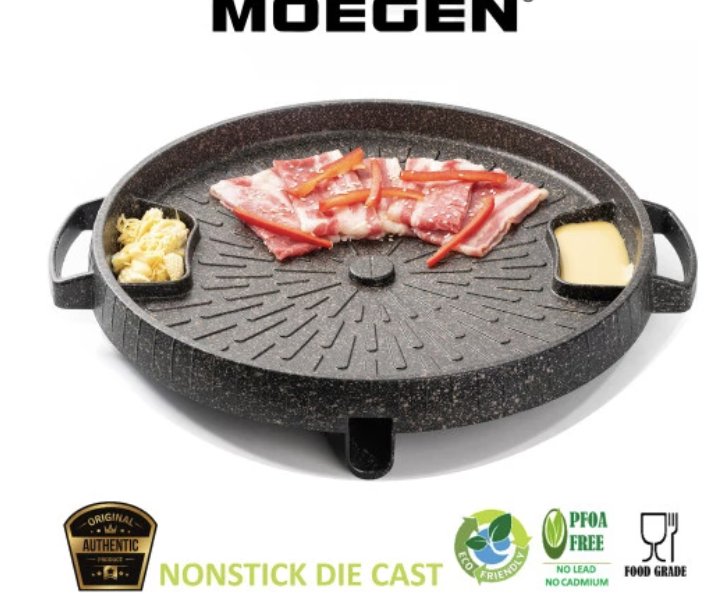 MOEGEN®
ORIGINAL
AUTHENTIC
PRODUCT
NONSTICK DIE CAST
ECO FRIENDLY
PFOA
FREE
NO LEAD
NO CADMIUM
FOOD GRADE